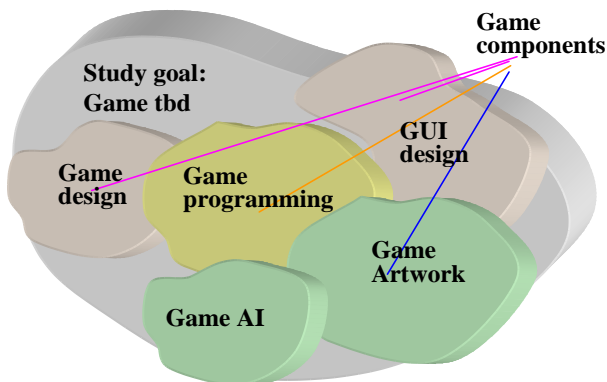 Game
components
Study goal:
Game tbd
GUI
design
Game
design
Game
programming
Game
Artwork
Game AI